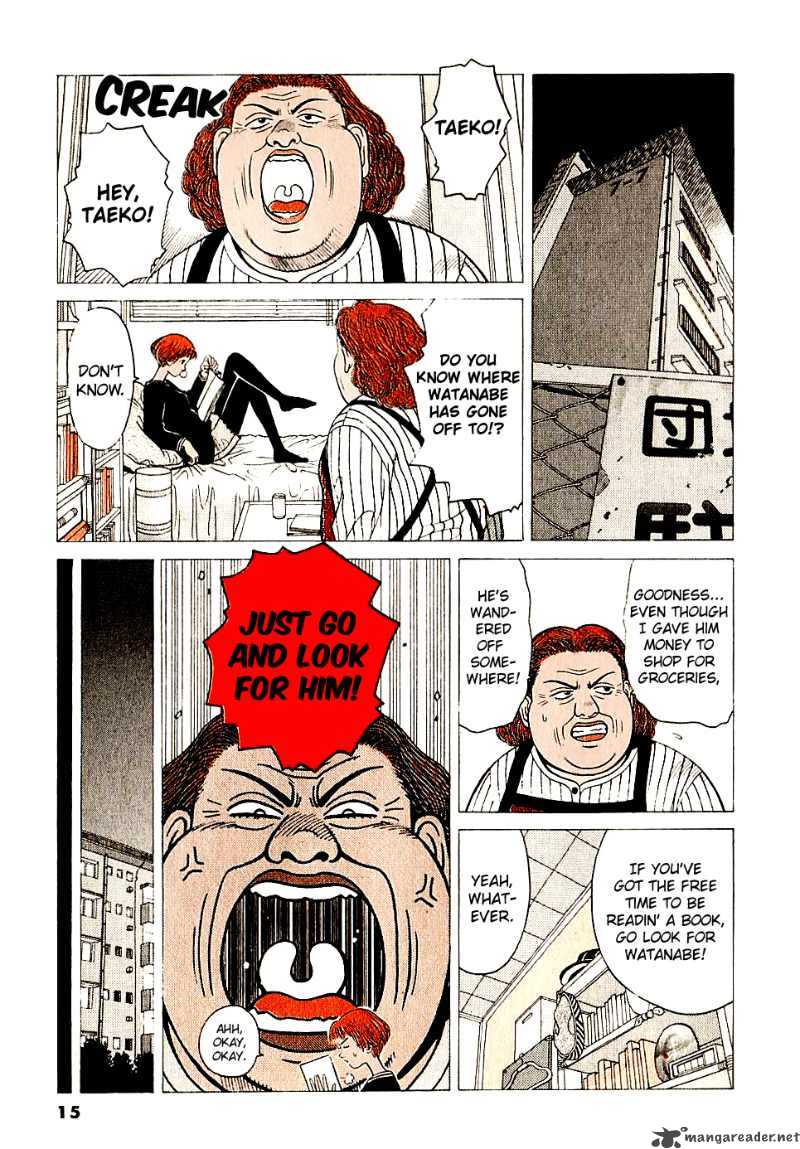 7-7
団
CREAK
TAEKO!
HEY,
TAEKO!
DO YOU
KNOW WHERE
WATANABE
HAS GONE
OFF TO!?
DON'T
KNOW.
GOODNESS...
EVEN THOUGH
I GAVE HIM
MONEY TO
SHOP FOR
GROCERIES,
HE'S
WAND-
ERED
OFF
SOME-
WHERE!
IF YOU'VE
GOT THE FREE
TIME TO BE
READIN' A BOOK,
GO LOOK FOR
WATANABE!
YEAH,
WHAT-
EVER.
JUST GO
AND LOOK
FOR HIM!
AHH,
OKAY,
OKAY.
15
mangareader.net